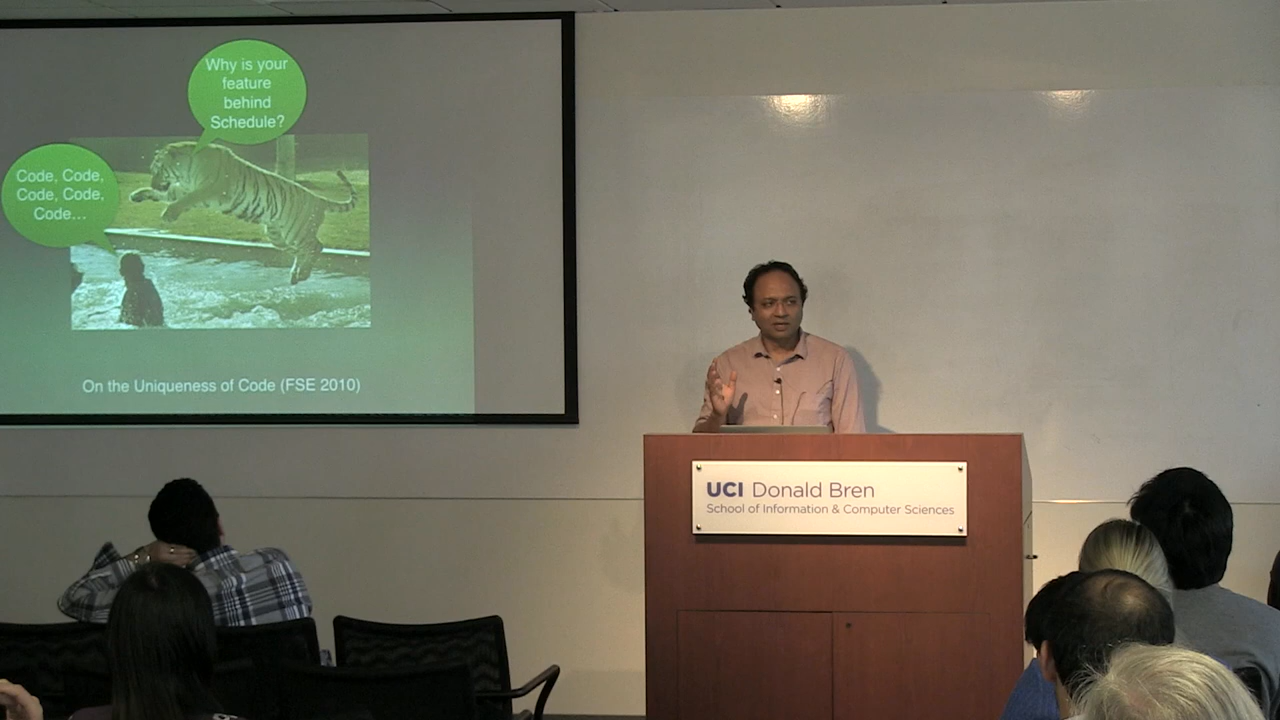 Why is your
feature
behind
Schedule?
Code, Code,
Code, Code,
Code...
On the Uniqueness of Code (FSE 2010)
UCI Donald Bren
School of Information & Computer Sciences